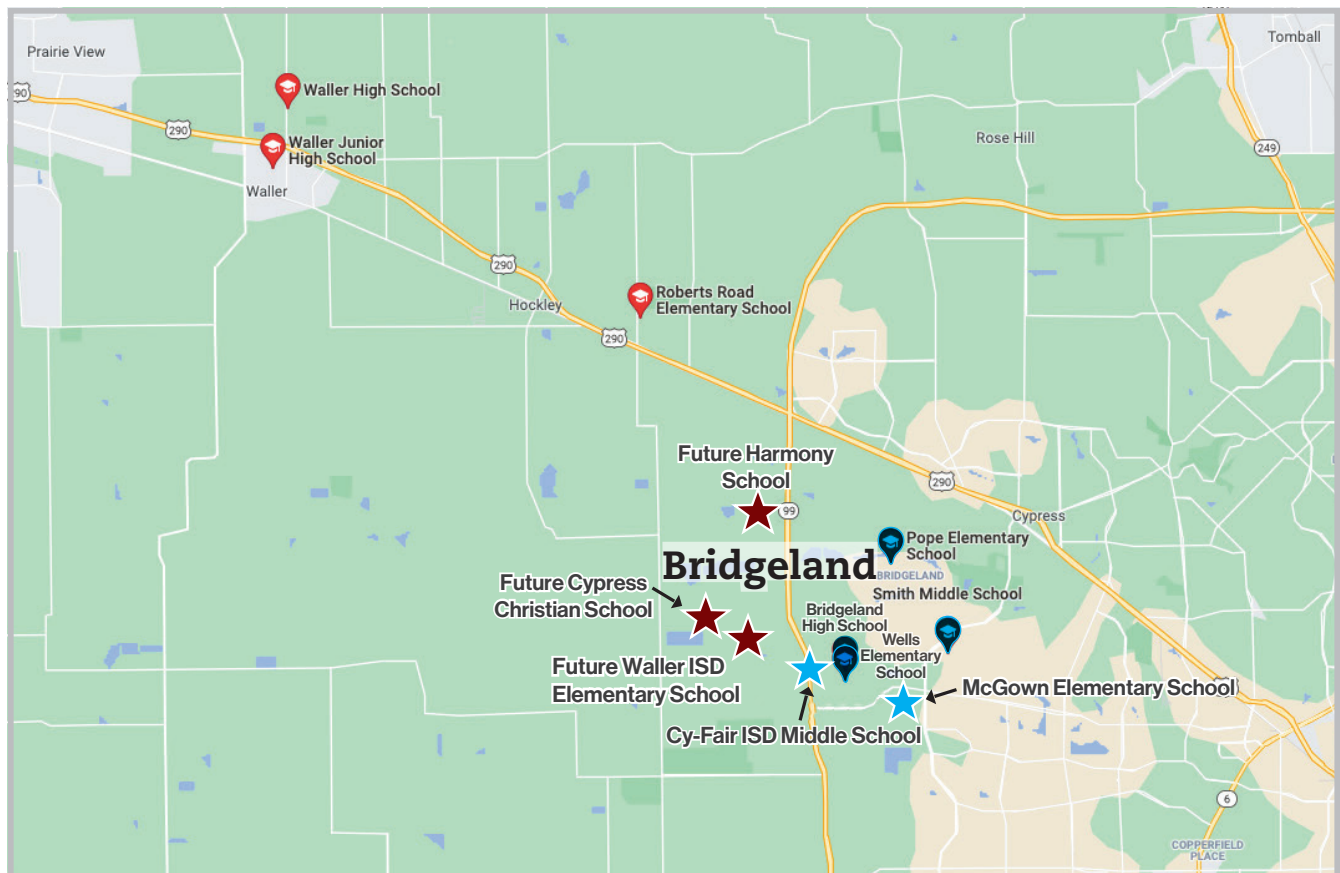 Tomball
Prairie View
90
Waller High School
290
Rose Hill
Waller Junior
High School
249
Waller
290
Roberts Road
Elementary School
Hockley
290
Future Harmony
School
290
99
Cypress
Pope Elementary
School
Bridgeland
BRIDGELAND
Future Cypress
Christian School
Smith Middle School
Bridgeland
High School
Wells
Elementary
School
Future Waller ISD
Elementary School
McGown Elementary School
Cy-Fair ISD Middle School
6
COPPERFIELD
PLACE